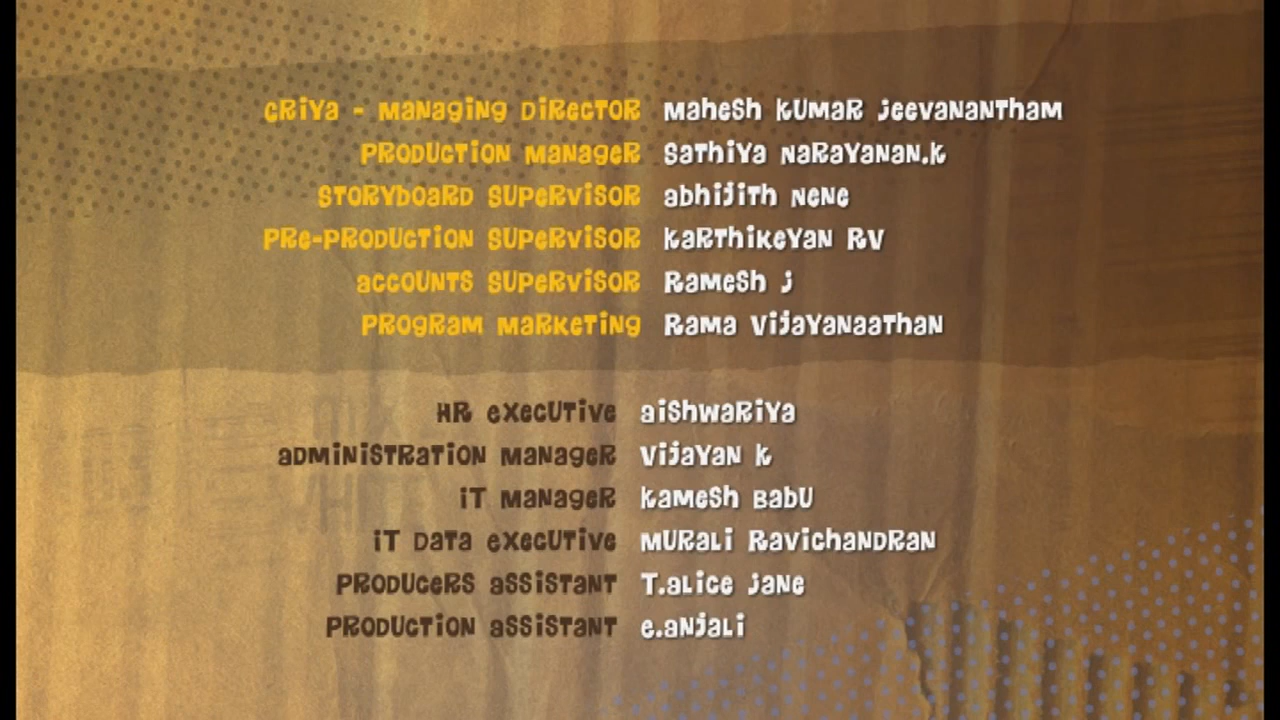 CRIYA - MANAGING DIRECTOR MAHESH KUMAR JEEVANANTHAM
PRODUCTION MANAGER SATHIYA NARAYANAN.K
STORYBOARD SUPERVISOR ABHIJITH NENE
PRE-PRODUCTION SUPERVISOR KARTHIKEYAN RV
ACCOUNTS SUPERVISOR RAMESH J
PROGRAM MARKETING RAMA VIJAYANAATHAN
HR EXECUTIVE AISHWARIYA
ADMINISTRATION MANAGER VIJAYAN K
IT MANAGER KAMESH BABU
IT DATA EXECUTIVE MURALI RAVICHANDRAN
PRODUCERS ASSISTANT T.ALICE JANE
PRODUCTION ASSISTANT E.ANJALI